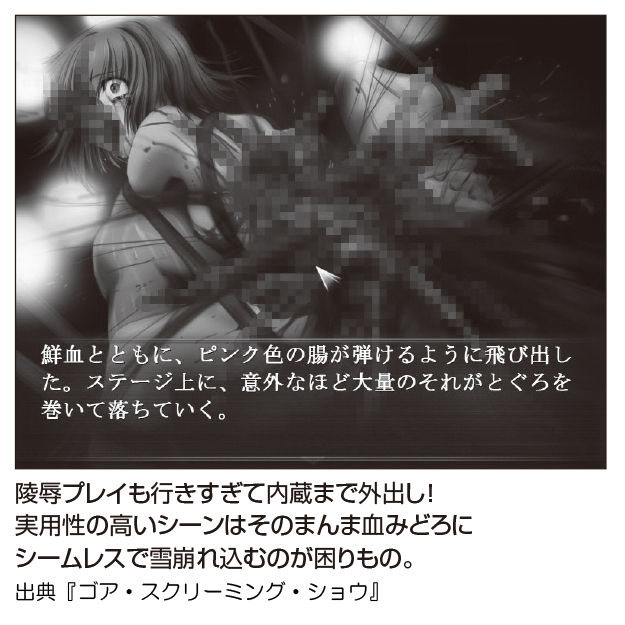 鮮血とともに、ピンク色の腸が弾けるように飛び出し
た。ステージ上に、意外なほど大量のそれがとぐろを
巻いて落ちていく。
陵辱プレイも行きすぎて内蔵まで外出し!
実用性の高いシーンはそのまんま血みどろに
シームレスで雪崩れ込むのが困りもの。
出典『ゴア・スクリーミング・ショウ』